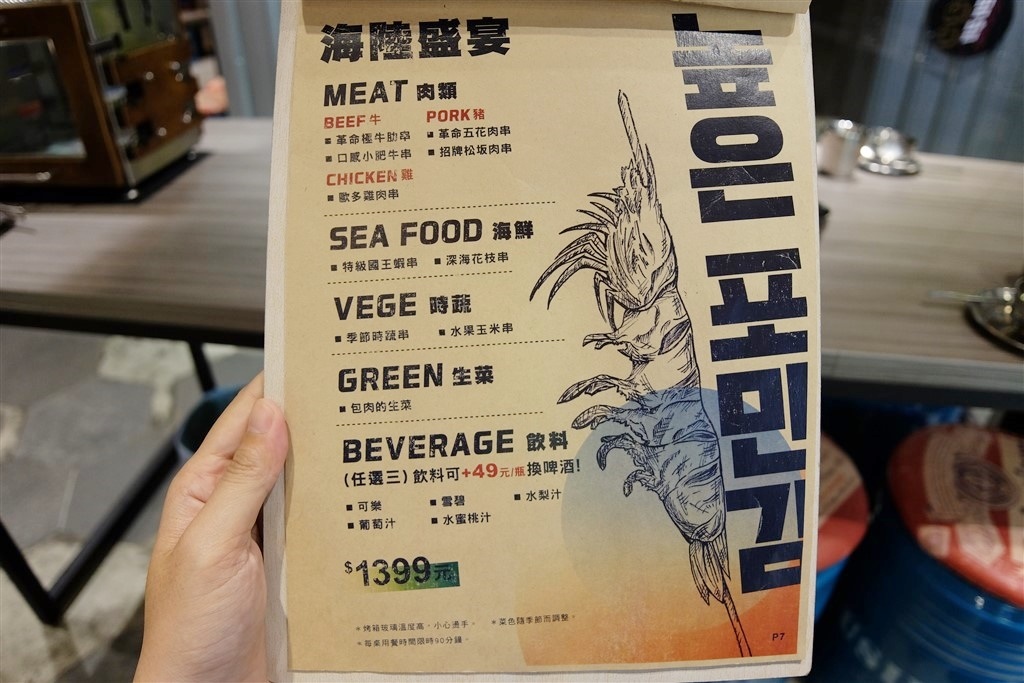 海陸盛宴
MEAT 肉類
BEEF 牛
■ 革命極牛肋串
■ 口感小肥牛串
PORK 豬
■ 革命五花肉串
■ 招牌松坂肉串
CHICKEN 雞
■ 歐多雞肉串
SEA FOOD 海鮮
■ 特級國王蝦串 ■ 深海花枝串
VEGE 時蔬
■ 季節時蔬串 ■ 水果玉米串
GREEN 生菜
■ 包肉的生菜
BEVERAGE 飲料
(任選三) 飲料可+49元/瓶換啤酒!
■ 可樂 ■ 雪碧 ■ 水梨汁
■ 葡萄汁 ■ 水蜜桃汁
$1399元
*烤箱玻璃溫度高，小心燙手。 *菜色隨季節而調整。
*每桌用餐時間限時90分鐘。
P7